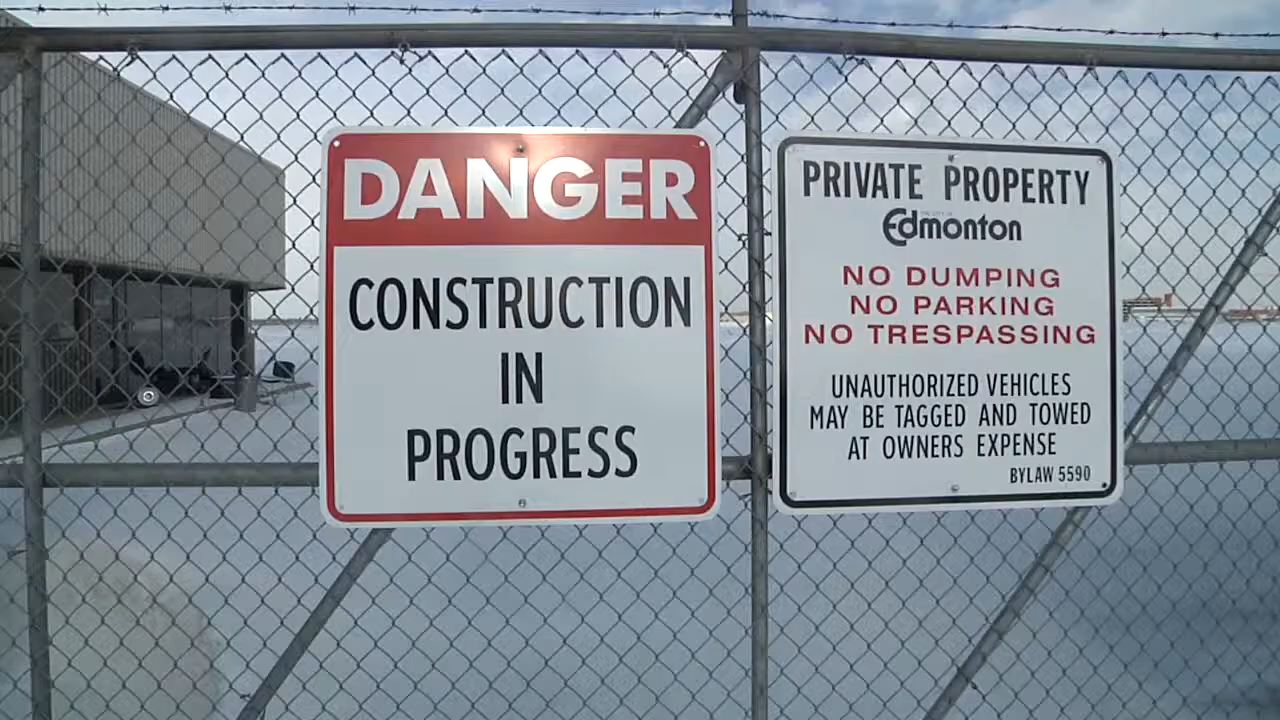 DANGER
CONSTRUCTION
IN
PROGRESS
PRIVATE PROPERTY
Edmonton
NO DUMPING
NO PARKING
NO TRESPASSING
UNAUTHORIZED VEHICLES
MAY BE TAGGED AND TOWED
AT OWNERS EXPENSE
BYLAW 5590